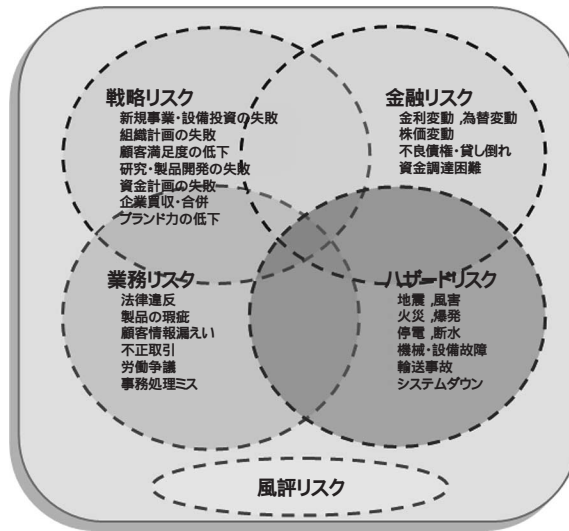 戦略リスク
新規事業・設備投資の失敗
組織計画の失敗
顧客満足度の低下
研究・製品開発の失敗
資金計画の失敗
企業買収・合併
ブランド力の低下
金融リスク
金利変動 ,為替変動
株価変動
不良債権・貸し倒れ
資金調達困難
業務リスク
法律違反
製品の瑕疵
顧客情報漏えい
不正取引
労働争議
事務処理ミス
ハザードリスク
地震 ,風害
火災 ,爆発
停電 ,断水
機械・設備故障
輸送事故
システムダウン
風評リスク